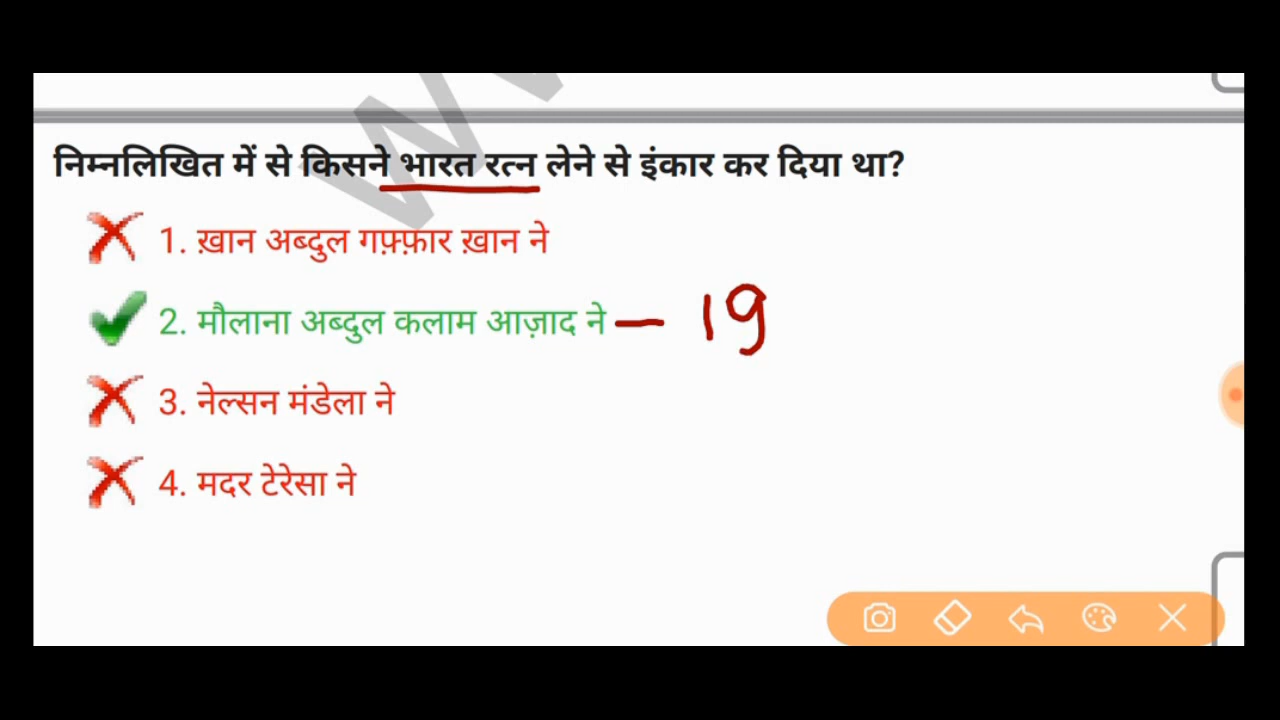 निम्नलिखित में से किसने भारत रत्न लेने से इंकार कर दिया था?
1. ख़ान अब्दुल गफ़्फ़ार ख़ान ने
2. मौलाना अब्दुल कलाम आज़ाद ने — 19
3. नेल्सन मंडेला ने
4. मदर टेरेसा ने